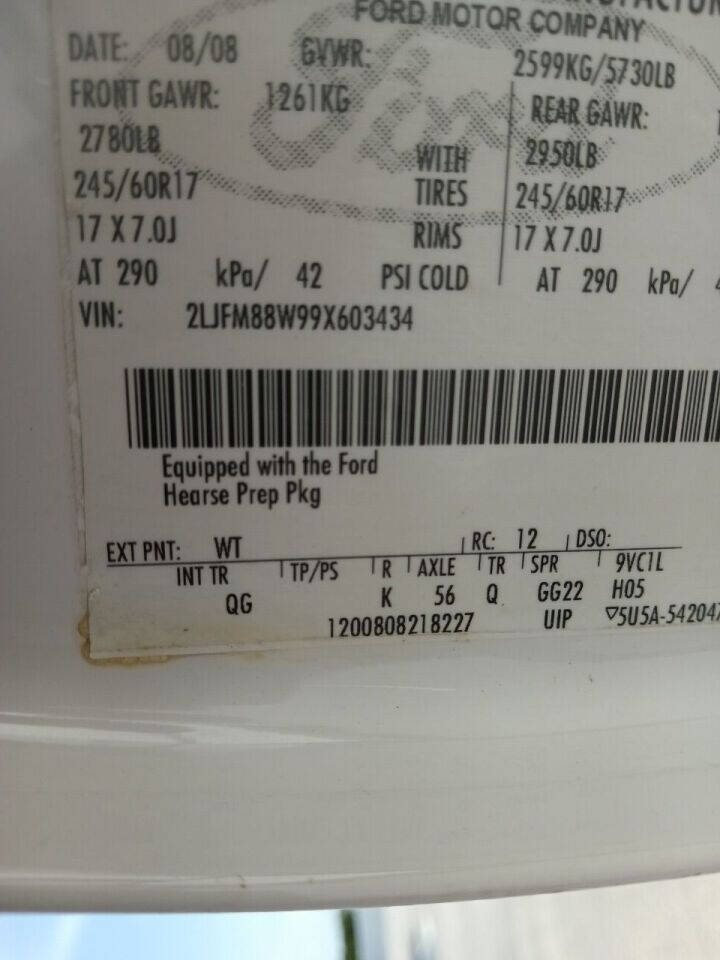 FORD MOTOR COMPANY
DATE: 08/08 GVWR: 2599KG/5730LB
FRONT GAWR: 1261KG REAR GAWR:
2780LB WITH 2950LB
245/60R17 TIRES 245/60R17
17 X 7.0J RIMS 17 X 7.0J
AT 290 kPa/ 42 PSI COLD AT 290 kPa/
VIN: 2LJFM88W99X603434
Equipped with the Ford
Hearse Prep Pkg
EXT PNT: WT RC: 12 DSO:
INT TR TP/PS R AXLE TR SPR 9VC1L
QG K 56 Q GG22 H05
1200808218227 UIP ▽5U5A-54204
Ford